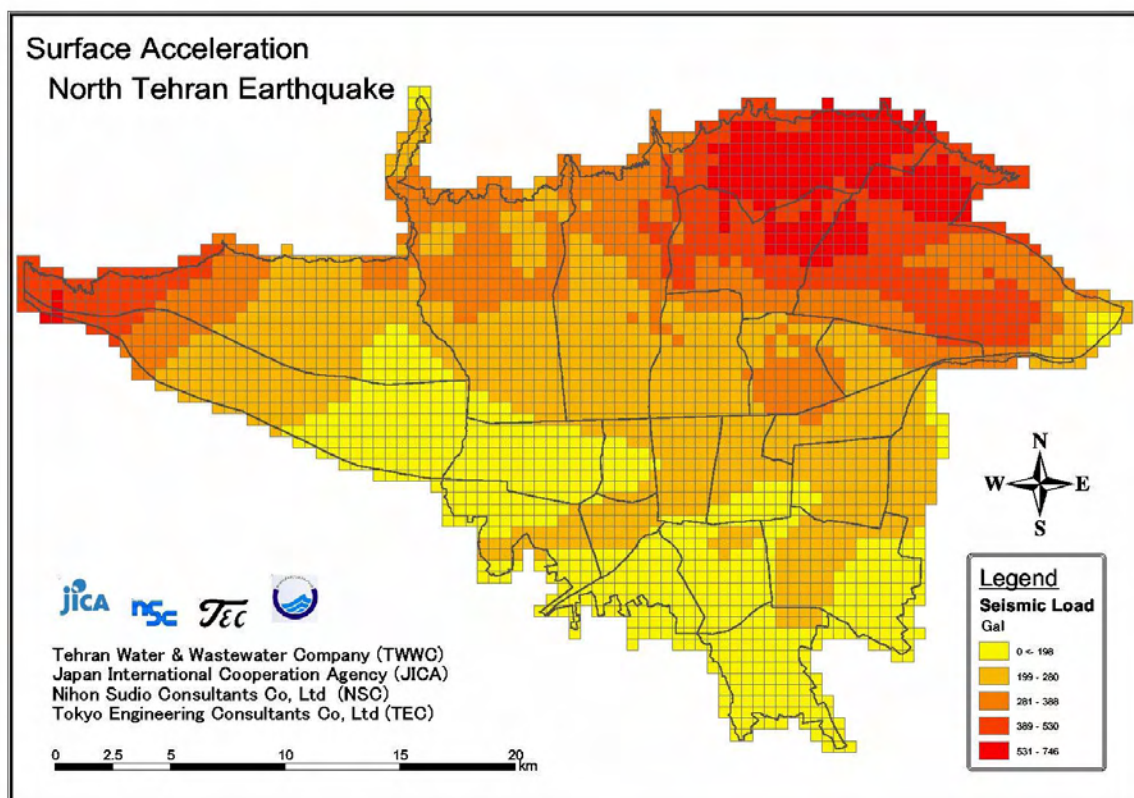 Surface Acceleration
North Tehran Earthquake
N
W E
S
JICA NSC TEC
Tehran Water & Wastewater Company (TWWC)
Japan International Cooperation Agency (JICA)
Nihon Sudio Consultants Co, Ltd (NSC)
Tokyo Engineering Consultants Co, Ltd (TEC)
0 2.5 5 10 15 20
km
Legend
Seismic Load
Gal
0 <- 198
199 - 280
281 - 388
389 - 530
531 - 746